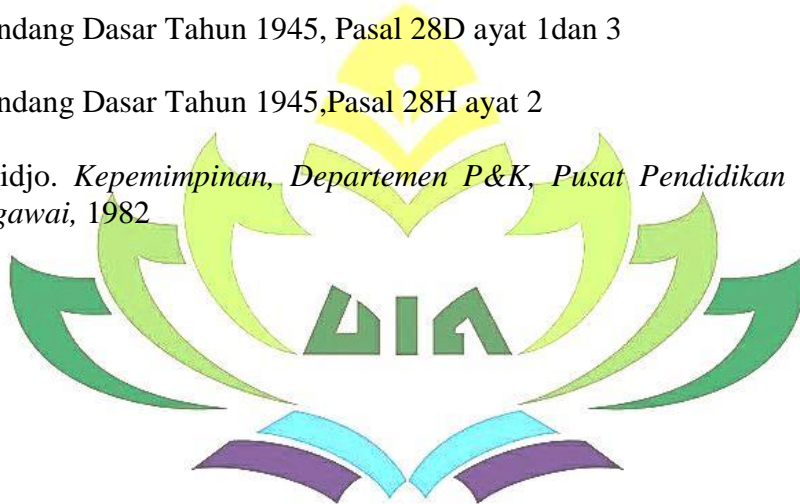 ndang Dasar Tahun 1945, Pasal 28D ayat 1dan 3
ndang Dasar Tahun 1945,Pasal 28H ayat 2
idjo. Kepemimpinan, Departemen P&K, Pusat Pendidikan
gawai, 1982
UIN